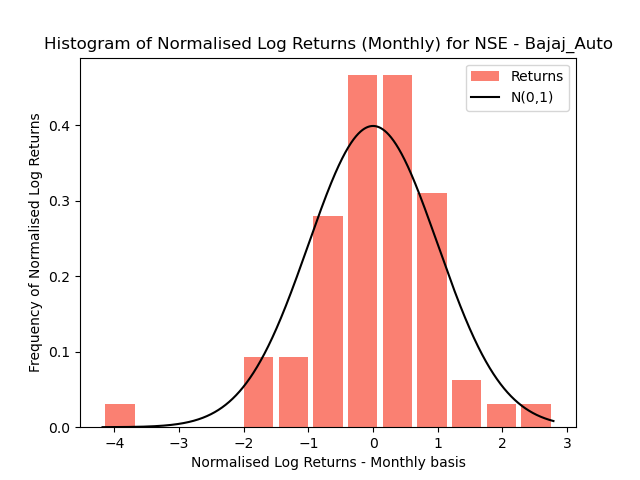 Histogram of Normalised Log Returns (Monthly) for NSE - Bajaj_Auto
Returns
N(0,1)
Frequency of Normalised Log Returns
0.4
0.3
0.2
0.1
0.0
−4 −3 −2 −1 0 1 2 3
Normalised Log Returns - Monthly basis